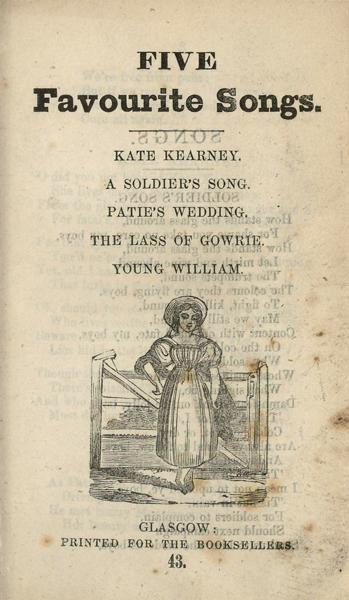 FIVE
Favourite Songs.
KATE KEARNEY.
A SOLDIER'S SONG.
PATIE'S WEDDING.
THE LASS OF GOWRIE.
YOUNG WILLIAM.
GLASGOW:
PRINTED FOR THE BOOKSELLERS.
43.